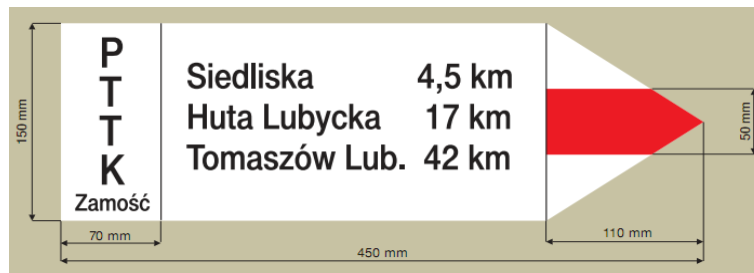 P
T
T
K
Zamość
Siedliska 4,5 km
Huta Lubycka 17 km
Tomaszów Lub. 42 km
150 mm
50 mm
70 mm
110 mm
450 mm